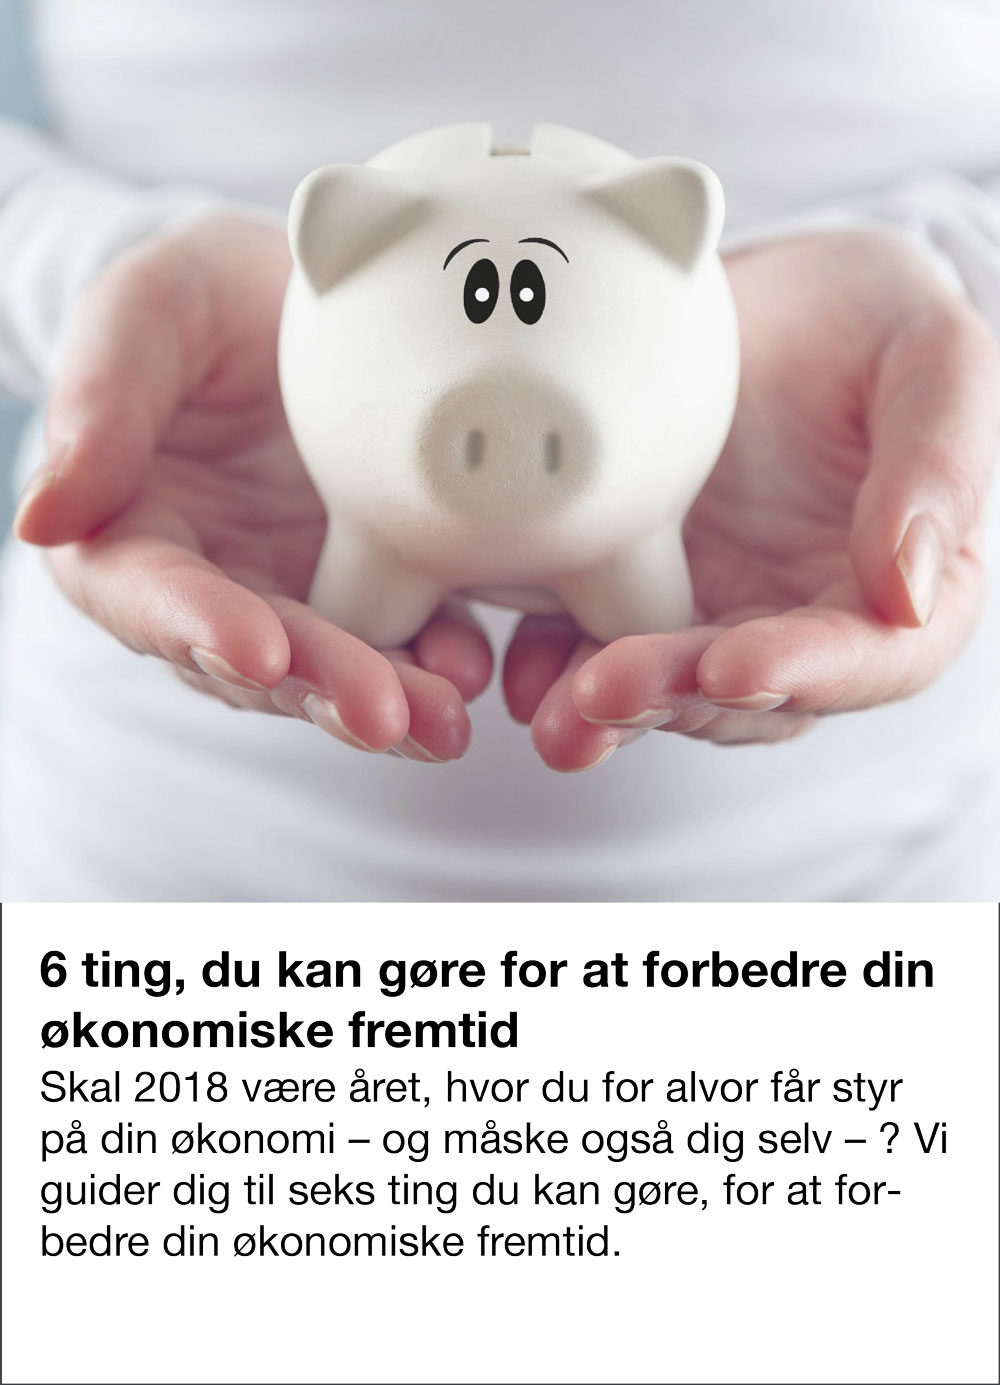 6 ting, du kan gøre for at forbedre din
økonomiske fremtid
Skal 2018 være året, hvor du for alvor får styr
på din økonomi – og måske også dig selv – ? Vi
guider dig til seks ting du kan gøre, for at for-
bedre din økonomiske fremtid.